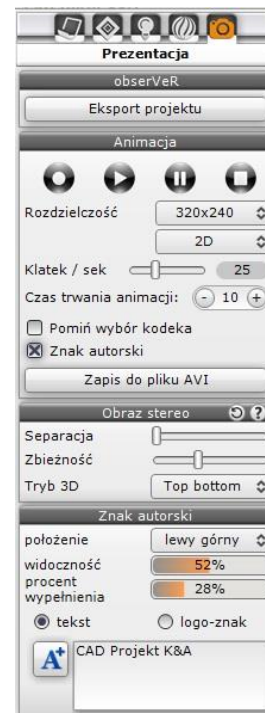 Prezentacja
obserVeR
Eksport projektu
Animacja
Rozdzielczość 320x240
2D
Klatek / sek 25
Czas trwania animacji: - 10 +
Pomiń wybór kodeka
Znak autorski
Zapis do pliku AVI
Obraz stereo ?
Separacja
Zbieżność
Tryb 3D Top bottom
Znak autorski
położenie lewy górny
widoczność 52%
procent
wypełnienia 28%
tekst logo-znak
A+ CAD Projekt K&A